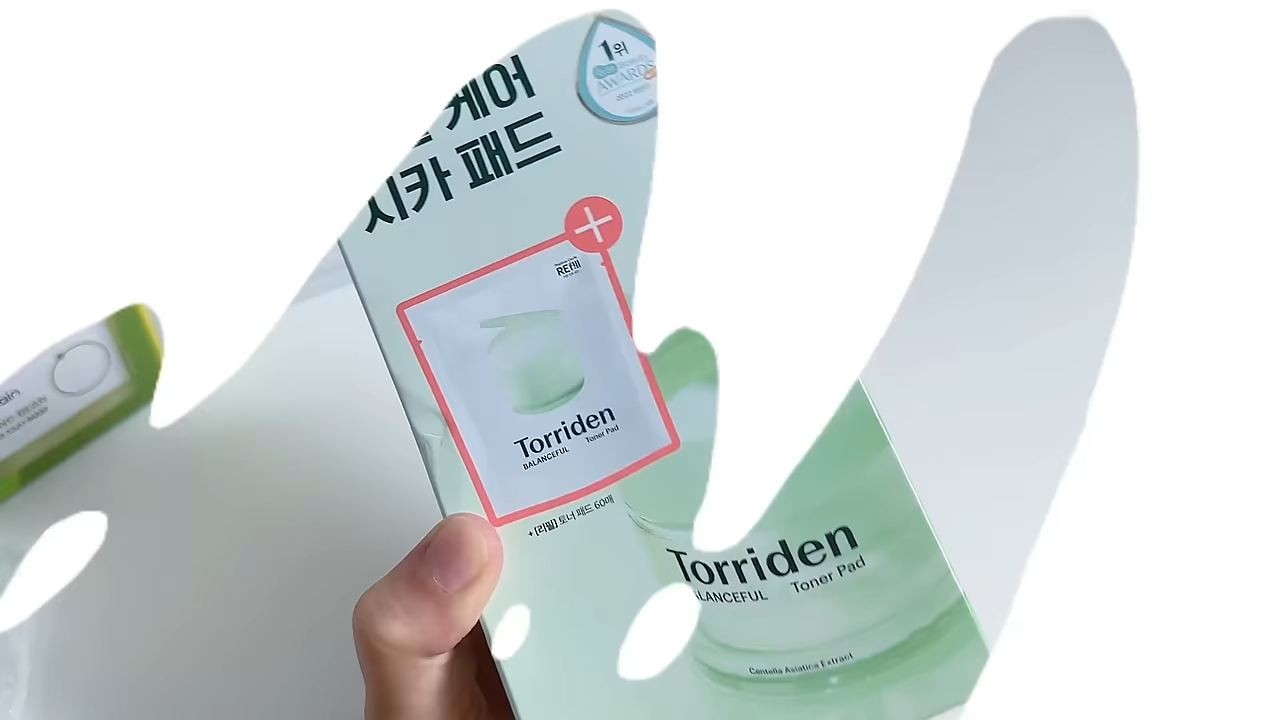 1위
AWARDS
케어
시카 패드
REfill
Torriden
BALANCEFUL Toner Pad
+ [리필] 토너 패드 60매
Torriden
BALANCEFUL Toner Pad
Centella Asiatica Extract